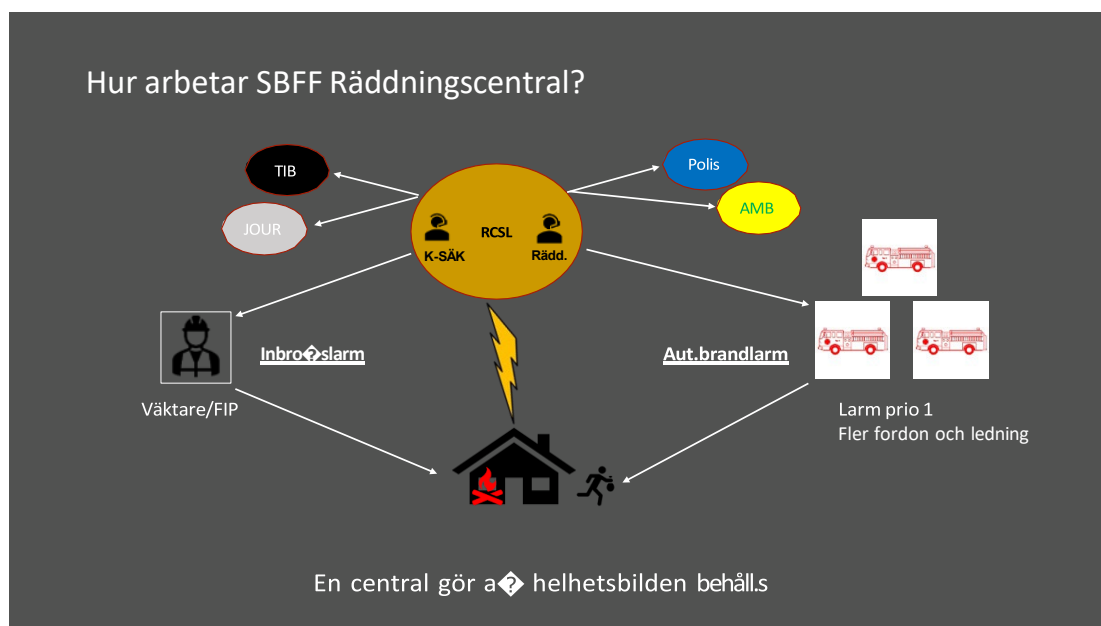 Hur arbetar SBFF Räddningscentral?
TIB
JOUR
Polis
AMB
RCSL
K-SÄK
Rädd.
Inbro�slarm
Aut.brandlarm
Väktare/FIP
Larm prio 1
Fler fordon och ledning
En central gör a� helhetsbilden behåll.s